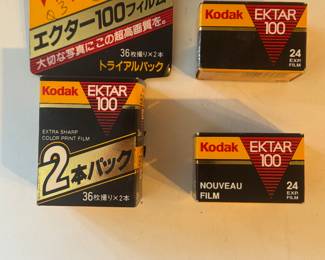 エクター100フィルム
大切な写真にこの超高画質を。
36枚撮り×2本
トライアルパック
Kodak
EKTAR
100
24
EXP.
FILM
Kodak
EKTAR
100
EXTRA SHARP
COLOR PRINT FILM
2本パック
36枚撮り×2本
Kodak
EKTAR
100
NOUVEAU
FILM
24
EXP.
FILM